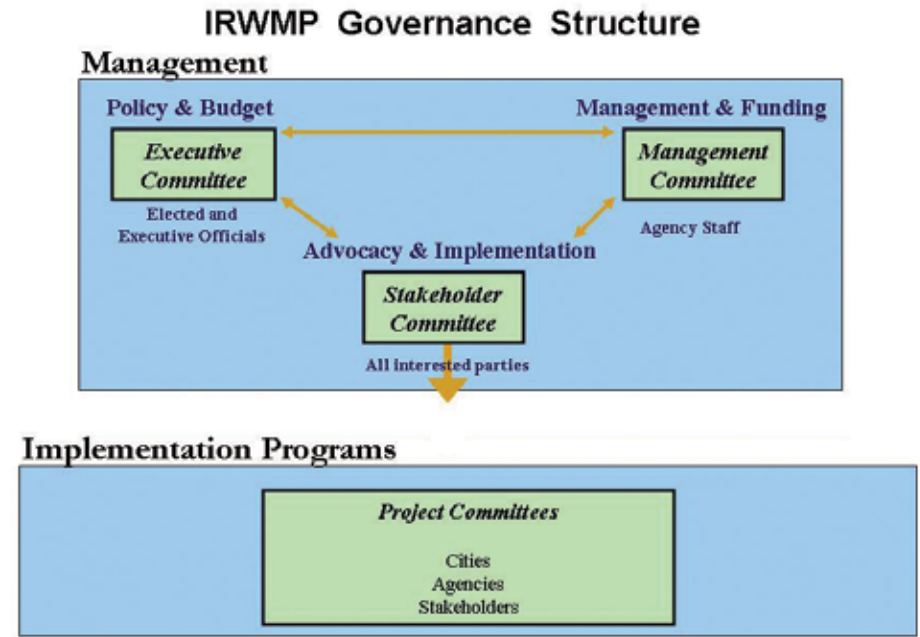 IRWMP Governance Structure
Management
Policy & Budget
Management & Funding
Executive
Committee
Management
Committee
Elected and
Executive Officials
Agency Staff
Advocacy & Implementation
Stakeholder
Committee
All interested parties
Implementation Programs
Project Committees
Cities
Agencies
Stakeholders